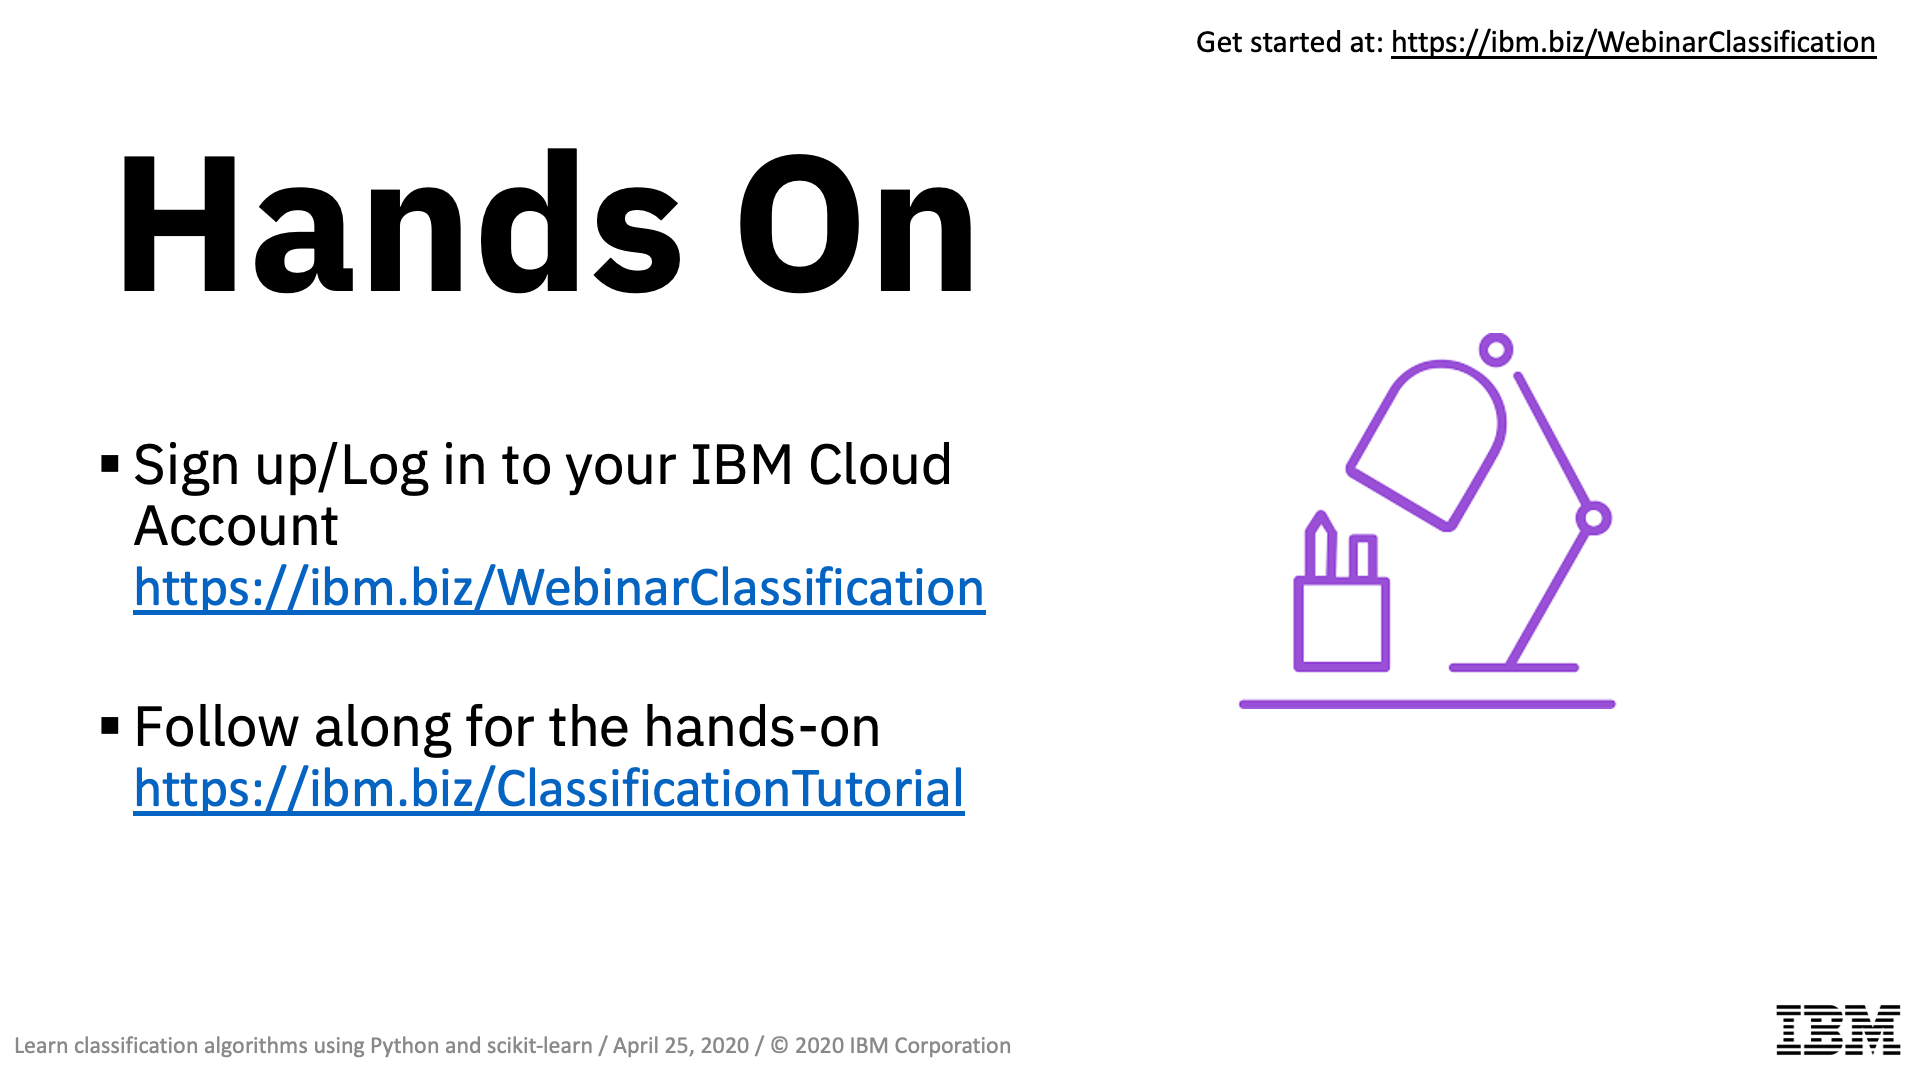 Get started at: https://ibm.biz/WebinarClassification
Hands On
▪ Sign up/Log in to your IBM Cloud
Account
https://ibm.biz/WebinarClassification
▪ Follow along for the hands-on
https://ibm.biz/ClassificationTutorial
Learn classification algorithms using Python and scikit-learn / April 25, 2020 / © 2020 IBM Corporation
IBM